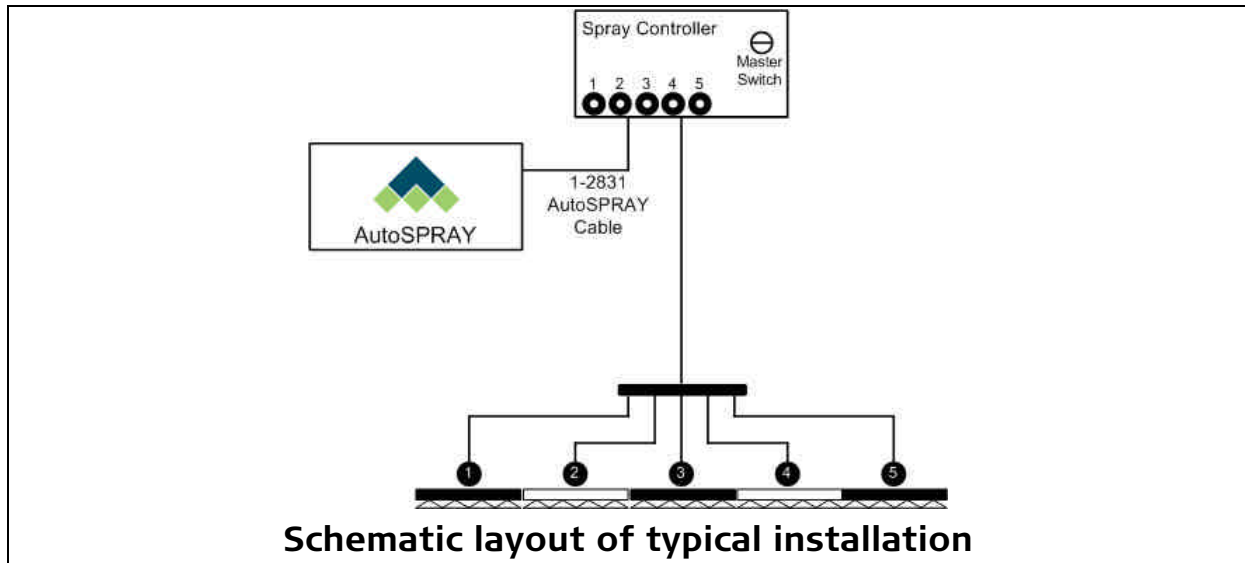 Spray Controller
Master
Switch
1 2 3 4 5
AutoSPRAY
1-2831
AutoSPRAY
Cable
1 2 3 4 5
Schematic layout of typical installation